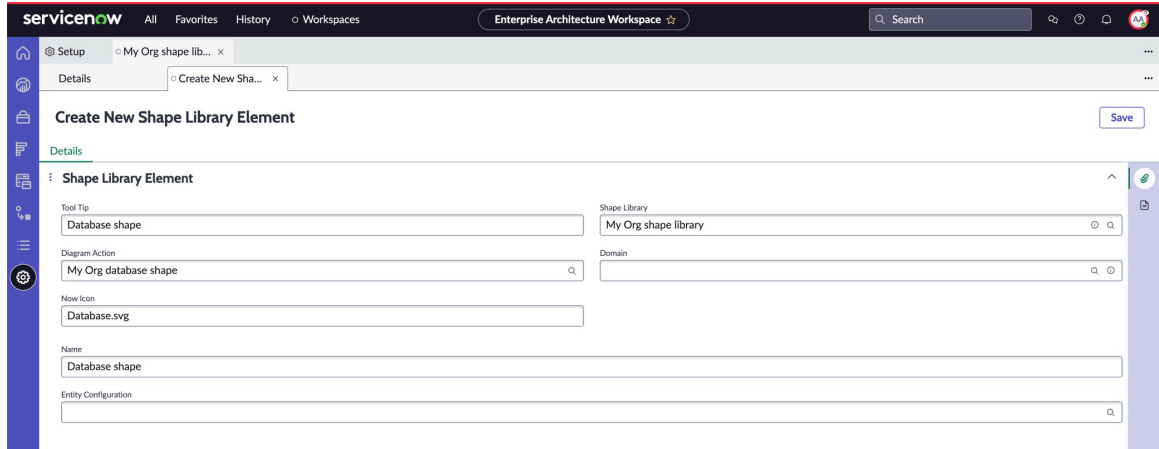 servicenow All Favorites History Workspaces Enterprise Architecture Workspace Search AA
Setup My Org shape lib...
Details Create New Sha...
Create New Shape Library Element Save
Details
Shape Library Element
Tool Tip Shape Library
Database shape My Org shape library
Diagram Action Domain
My Org database shape
Now Icon
Database.svg
Name
Database shape
Entity Configuration